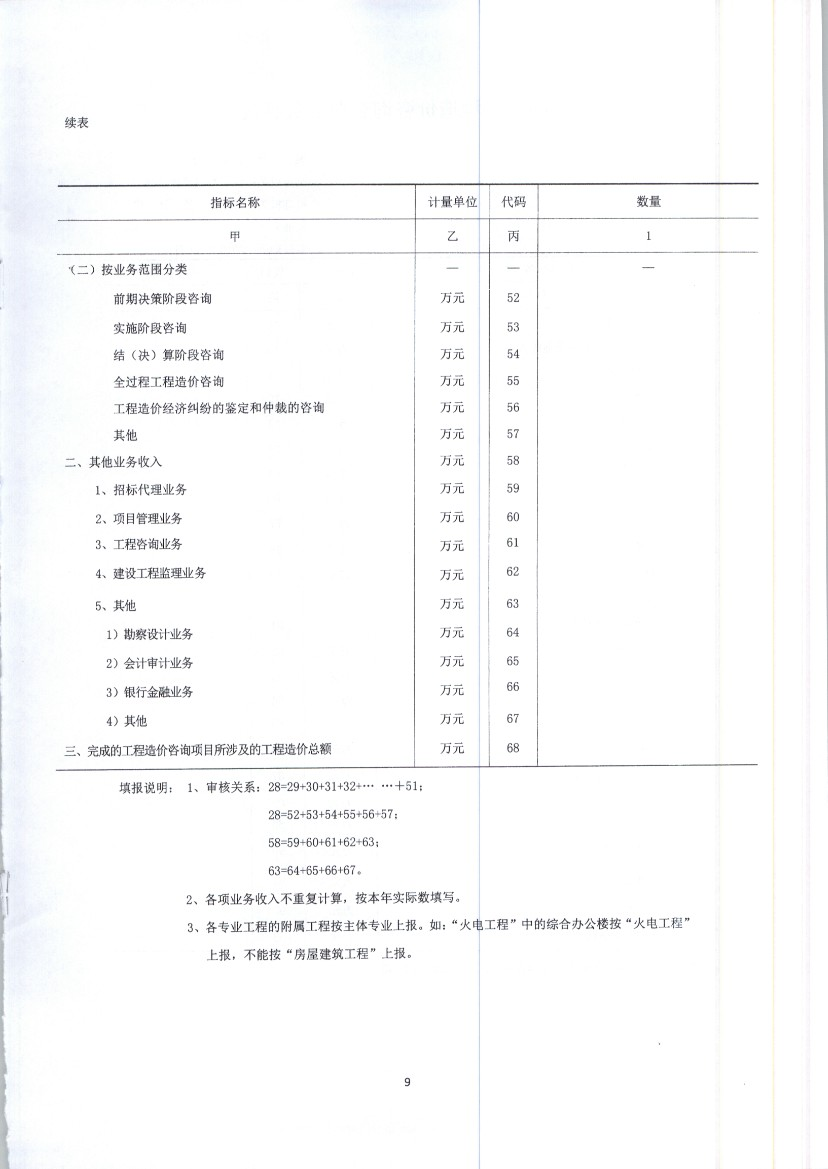 续表
指标名称 计量单位 代码 数量
甲 乙 丙 1
(二)按业务范围分类 — — —
前期决策阶段咨询 万元 52
实施阶段咨询 万元 53
结(决)算阶段咨询 万元 54
全过程工程造价咨询 万元 55
工程造价经济纠纷的鉴定和仲裁的咨询 万元 56
其他 万元 57
二、其他业务收入 万元 58
1、招标代理业务 万元 59
2、项目管理业务 万元 60
3、工程咨询业务 万元 61
4、建设工程监理业务 万元 62
5、其他 万元 63
1)勘察设计业务 万元 64
2)会计审计业务 万元 65
3)银行金融业务 万元 66
4)其他 万元 67
三、完成的工程造价咨询项目所涉及的工程造价总额 万元 68
填报说明: 1、审核关系:28=29+30+31+32+… …+51;
28=52+53+54+55+56+57;
58=59+60+61+62+63;
63=64+65+66+67。
2、各项业务收入不重复计算,按本年实际数填写。
3、各专业工程的附属工程按主体专业上报。如:“火电工程”中的综合办公楼按“火电工程”
上报,不能按“房屋建筑工程”上报。
9